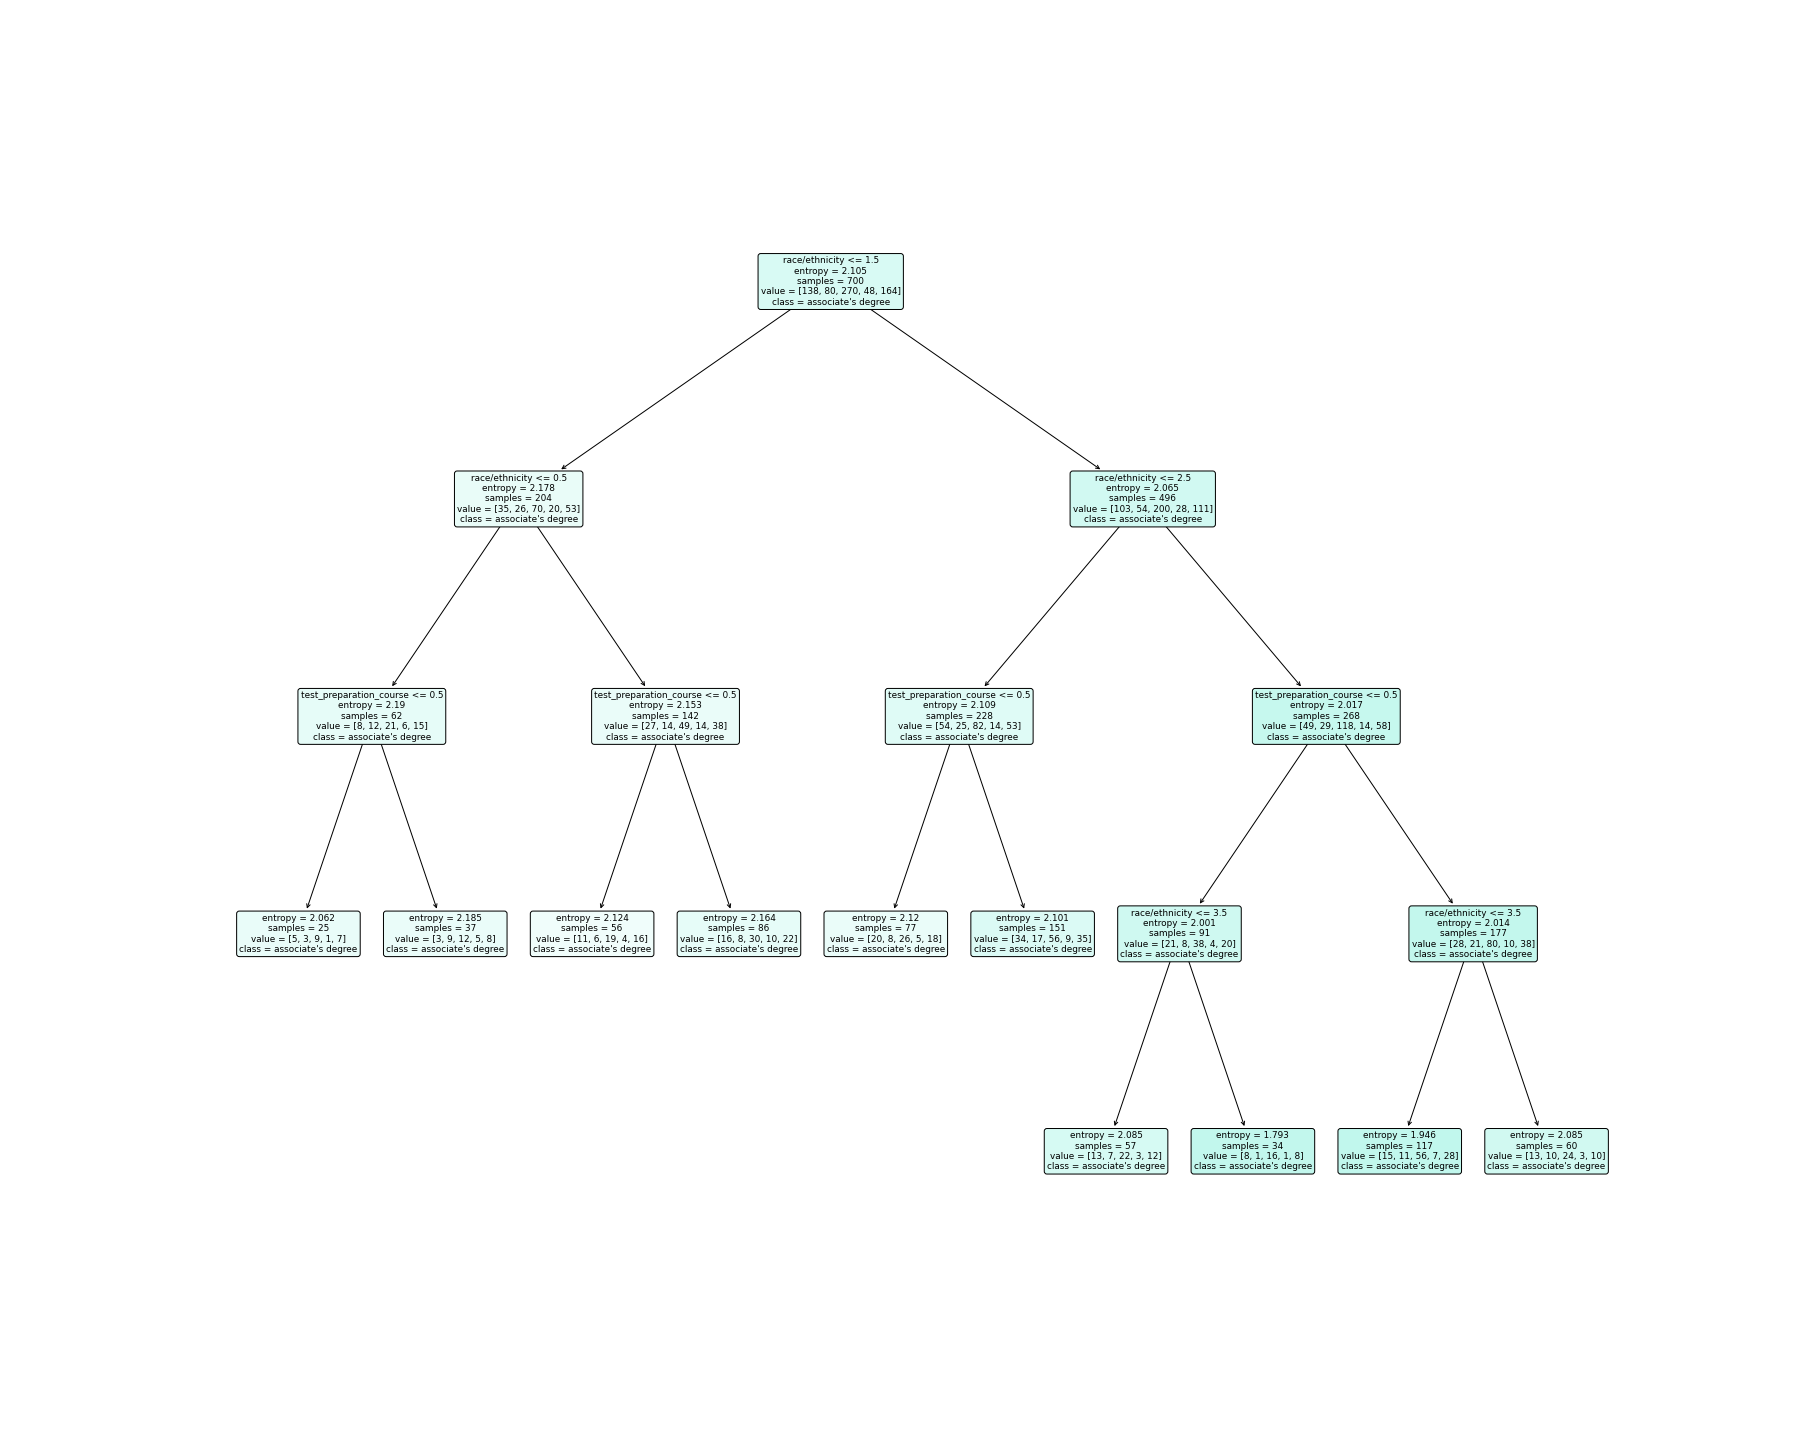 race/ethnicity <= 1.5
entropy = 2.105
samples = 700
value = [138, 80, 270, 48, 164]
class = associate's degree
race/ethnicity <= 0.5
entropy = 2.178
samples = 204
value = [35, 26, 70, 20, 53]
class = associate's degree
race/ethnicity <= 2.5
entropy = 2.065
samples = 496
value = [103, 54, 200, 28, 111]
class = associate's degree
test_preparation_course <= 0.5
entropy = 2.19
samples = 62
value = [8, 12, 21, 6, 15]
class = associate's degree
test_preparation_course <= 0.5
entropy = 2.153
samples = 142
value = [27, 14, 49, 14, 38]
class = associate's degree
test_preparation_course <= 0.5
entropy = 2.109
samples = 228
value = [54, 25, 82, 14, 53]
class = associate's degree
test_preparation_course <= 0.5
entropy = 2.017
samples = 268
value = [49, 29, 118, 14, 58]
class = associate's degree
entropy = 2.062
samples = 25
value = [5, 3, 9, 1, 7]
class = associate's degree
entropy = 2.185
samples = 37
value = [3, 9, 12, 5, 8]
class = associate's degree
entropy = 2.124
samples = 56
value = [11, 6, 19, 4, 16]
class = associate's degree
entropy = 2.164
samples = 86
value = [16, 8, 30, 10, 22]
class = associate's degree
entropy = 2.12
samples = 77
value = [20, 8, 26, 5, 18]
class = associate's degree
entropy = 2.101
samples = 151
value = [34, 17, 56, 9, 35]
class = associate's degree
race/ethnicity <= 3.5
entropy = 2.001
samples = 91
value = [21, 8, 38, 4, 20]
class = associate's degree
race/ethnicity <= 3.5
entropy = 2.014
samples = 177
value = [28, 21, 80, 10, 38]
class = associate's degree
entropy = 2.085
samples = 57
value = [13, 7, 22, 3, 12]
class = associate's degree
entropy = 1.793
samples = 34
value = [8, 1, 16, 1, 8]
class = associate's degree
entropy = 1.946
samples = 117
value = [15, 11, 56, 7, 28]
class = associate's degree
entropy = 2.085
samples = 60
value = [13, 10, 24, 3, 10]
class = associate's degree